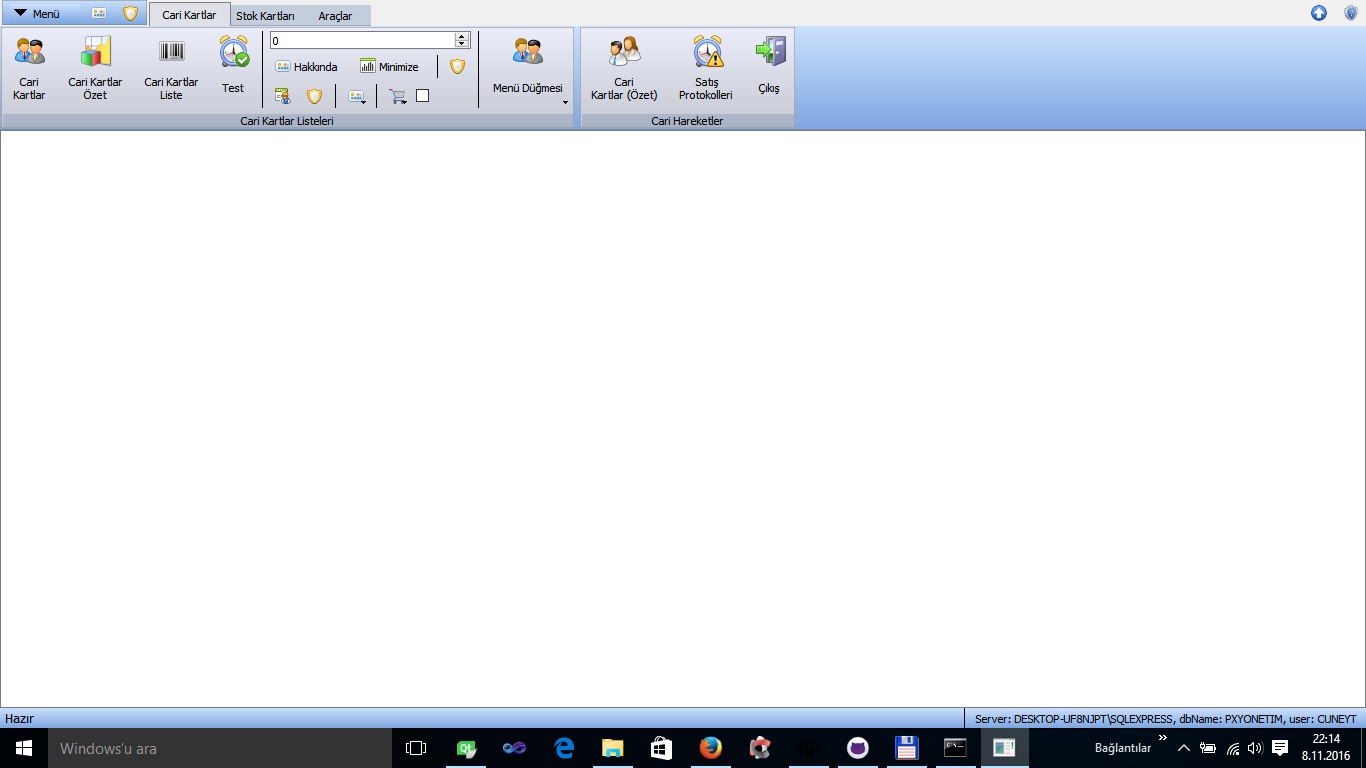 Menü
Cari Kartlar
Stok Kartları
Araçlar
Cari
Kartlar
Cari Kartlar
Özet
Cari Kartlar
Liste
Test
0
Hakkında
Minimize
Menü Düğmesi
Cari Kartlar Listeleri
Cari
Kartlar (Özet)
Satış
Protokolleri
Çıkış
Cari Hareketler
Hazır
Server: DESKTOP-UF8NJPT\SQLEXPRESS, dbName: PXYONETIM, user: CUNEYT
Windows'u ara
Qt
Bağlantılar
22:14
8.11.2016